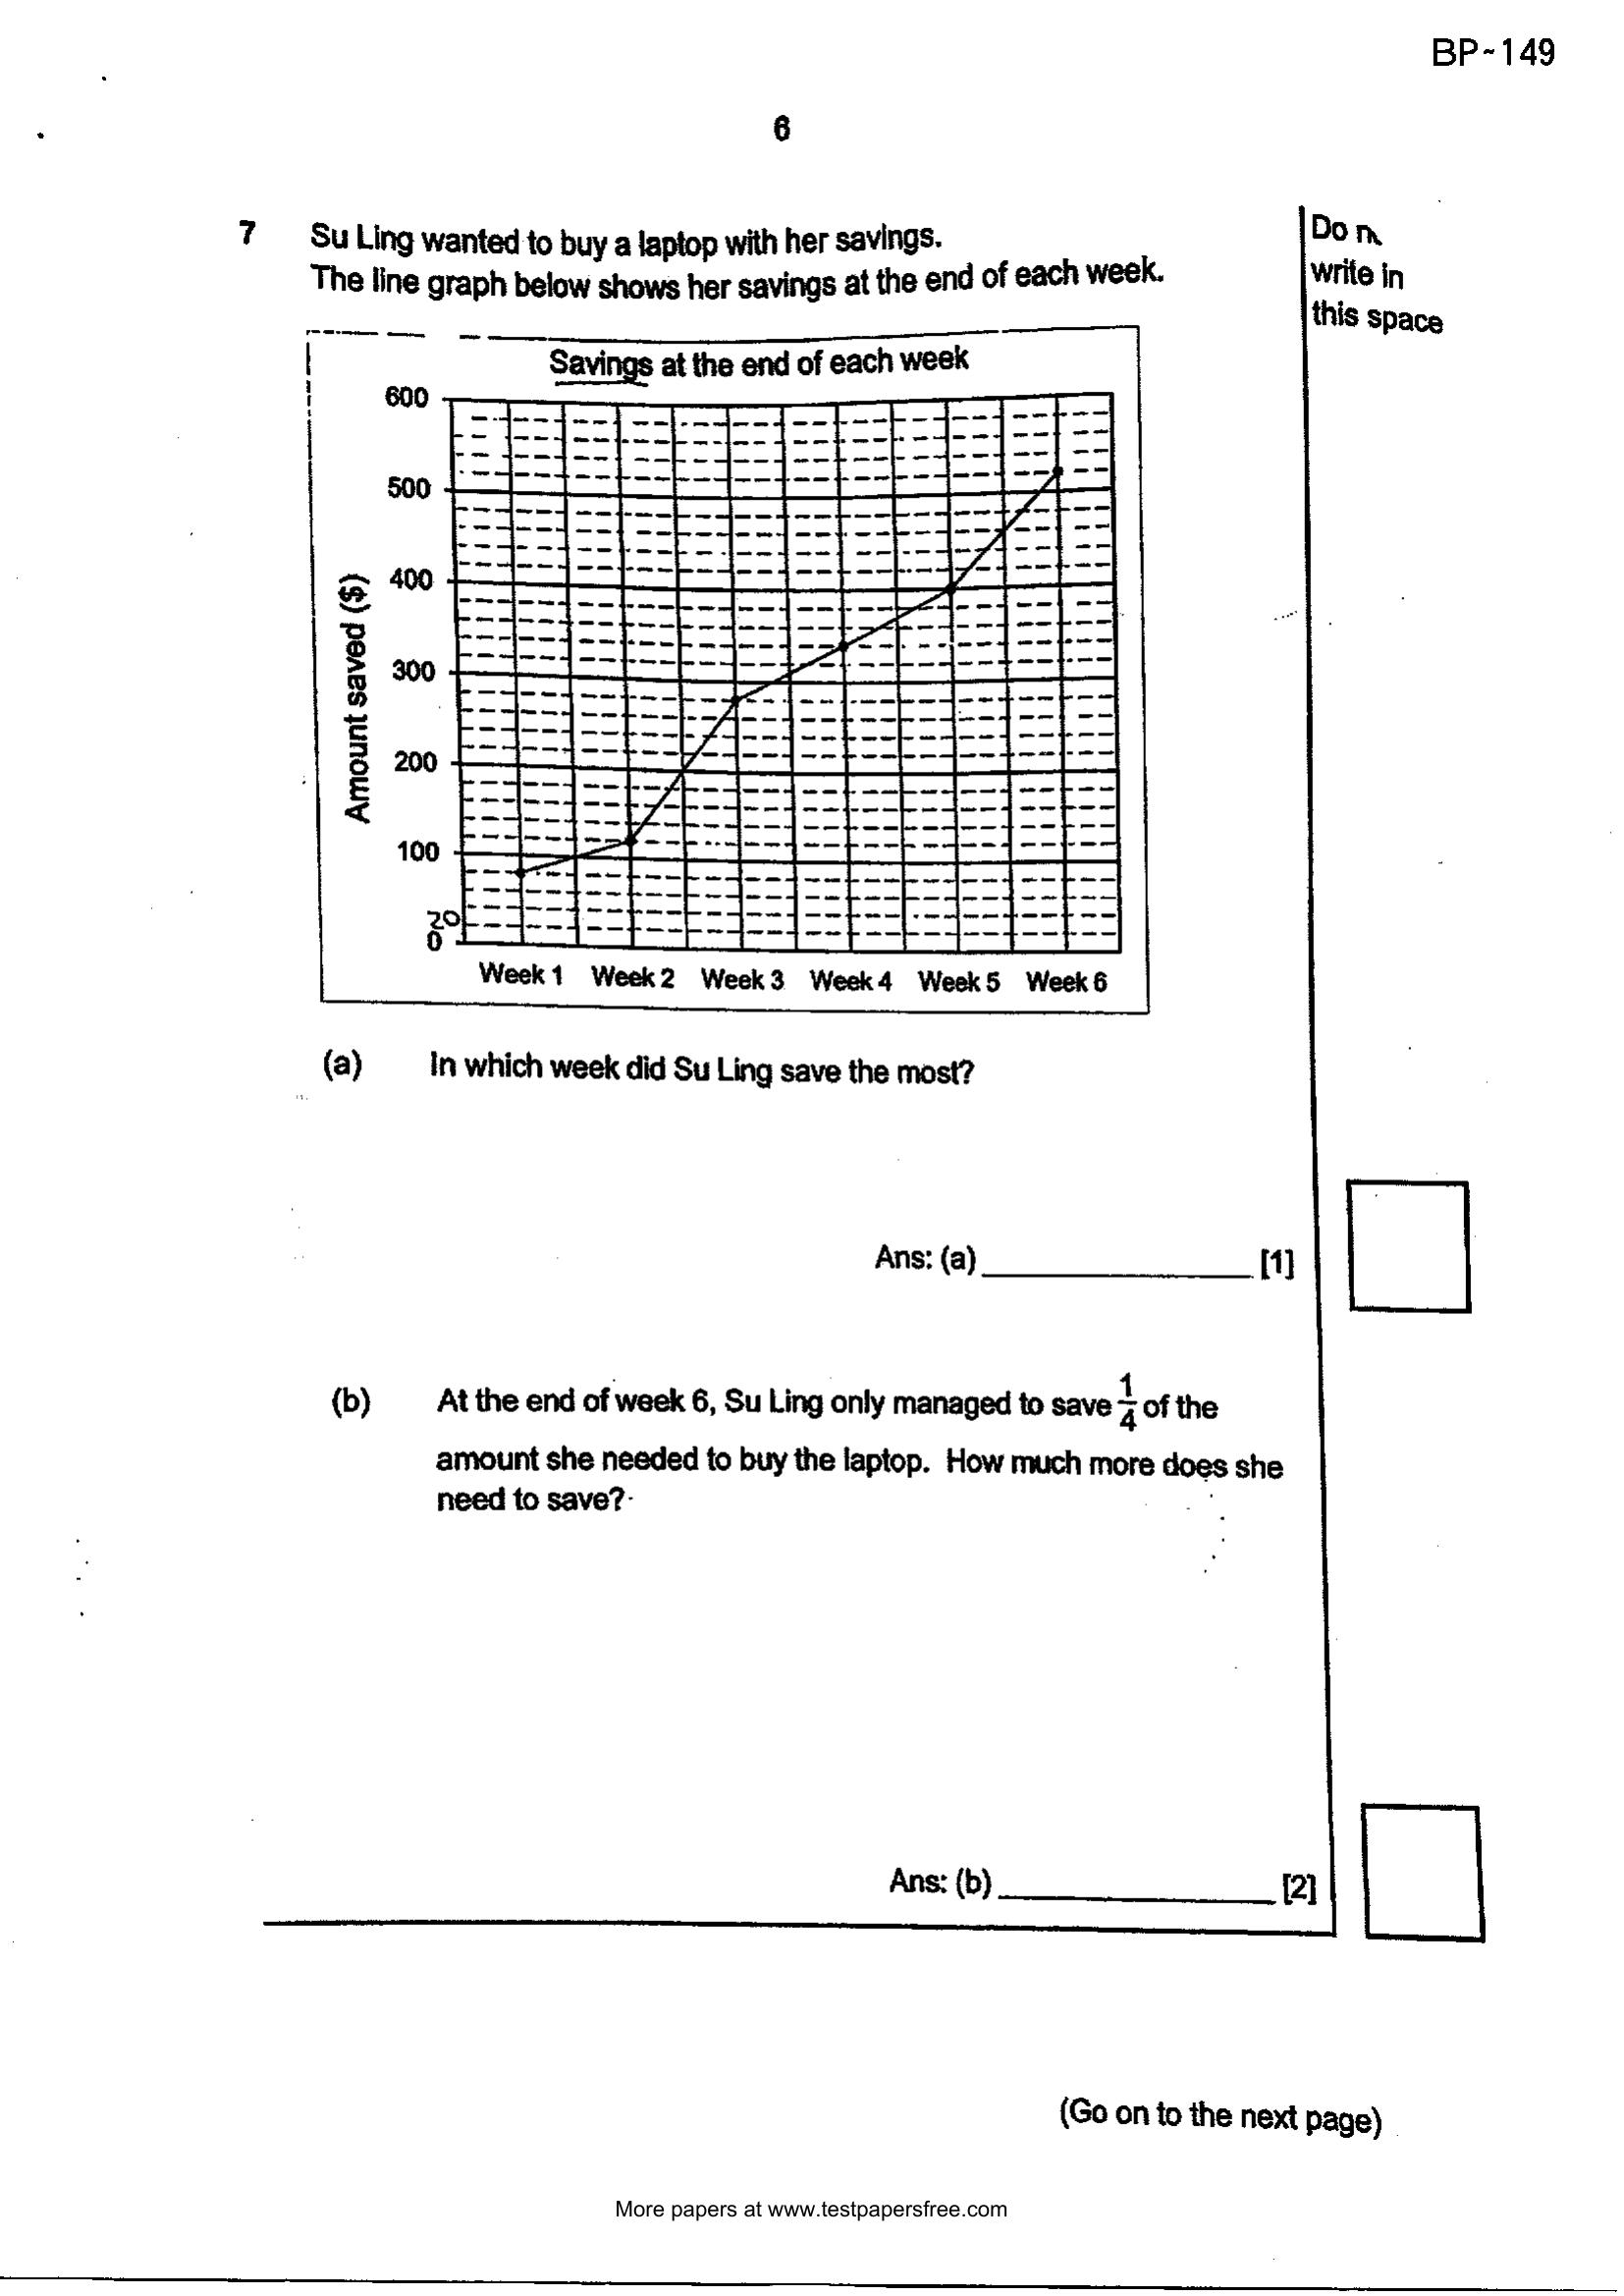 BP~149
6
7 Su Ling wanted to buy a laptop with her savings.
The line graph below shows her savings at the end of each week.
Do n
write in
this space
Savings at the end of each week
600
500
400
300
200
100
20
0
Amount saved ($)
Week 1 Week 2 Week 3 Week 4 Week 5 Week 6
(a) In which week did Su Ling save the most?
Ans: (a) [1]
(b) At the end of week 6, Su Ling only managed to save 1/4 of the
amount she needed to buy the laptop. How much more does she
need to save?
Ans: (b) [2]
(Go on to the next page)
More papers at www.testpapersfree.com